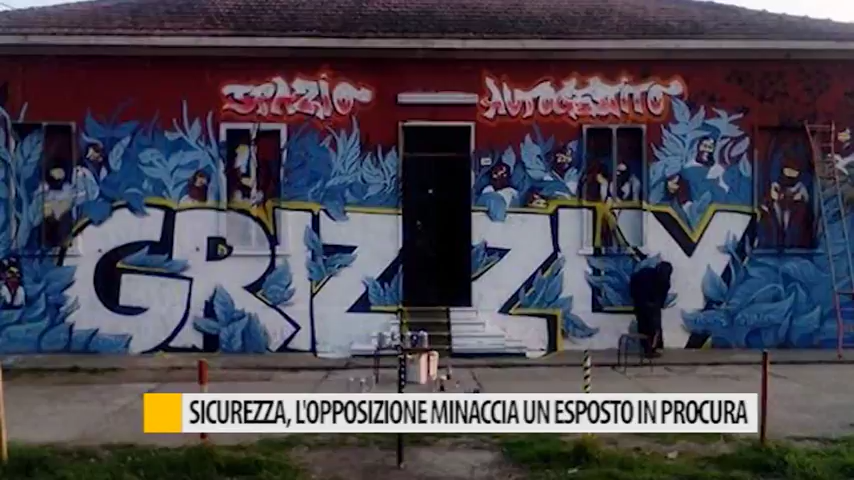 SPAZIO AUTOGESTITO
GRIZZLY
SICUREZZA, L'OPPOSIZIONE MINACCIA UN ESPOSTO IN PROCURA